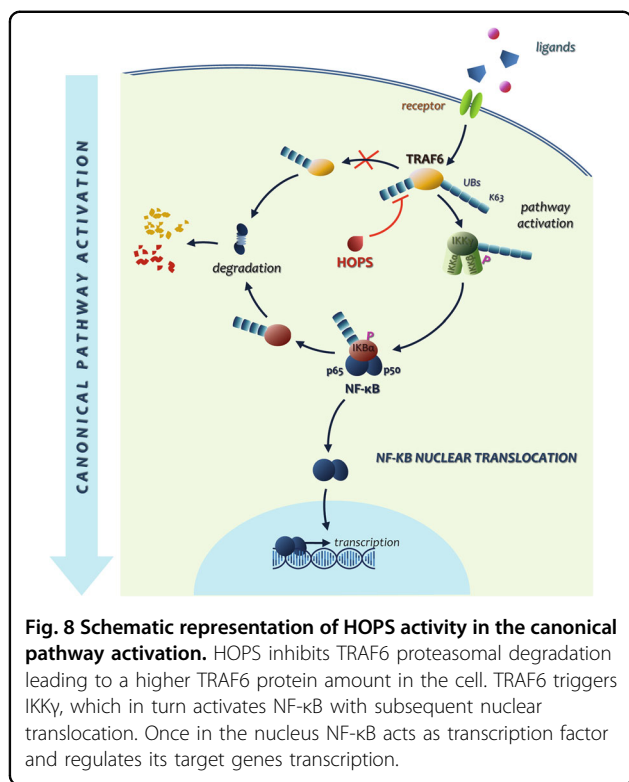 ligands
receptor
TRAF6
UBs
K63
pathway
activation
IKKγ
IKKα
IKKβ
P
HOPS
degradation
P
IKBα
p65
p50
NF-κB
NF-KB NUCLEAR TRANSLOCATION
transcription
CANONICAL PATHWAY ACTIVATION
Fig. 8 Schematic representation of HOPS activity in the canonical
pathway activation. HOPS inhibits TRAF6 proteasomal degradation
leading to a higher TRAF6 protein amount in the cell. TRAF6 triggers
IKKγ, which in turn activates NF-κB with subsequent nuclear
translocation. Once in the nucleus NF-κB acts as transcription factor
and regulates its target genes transcription.